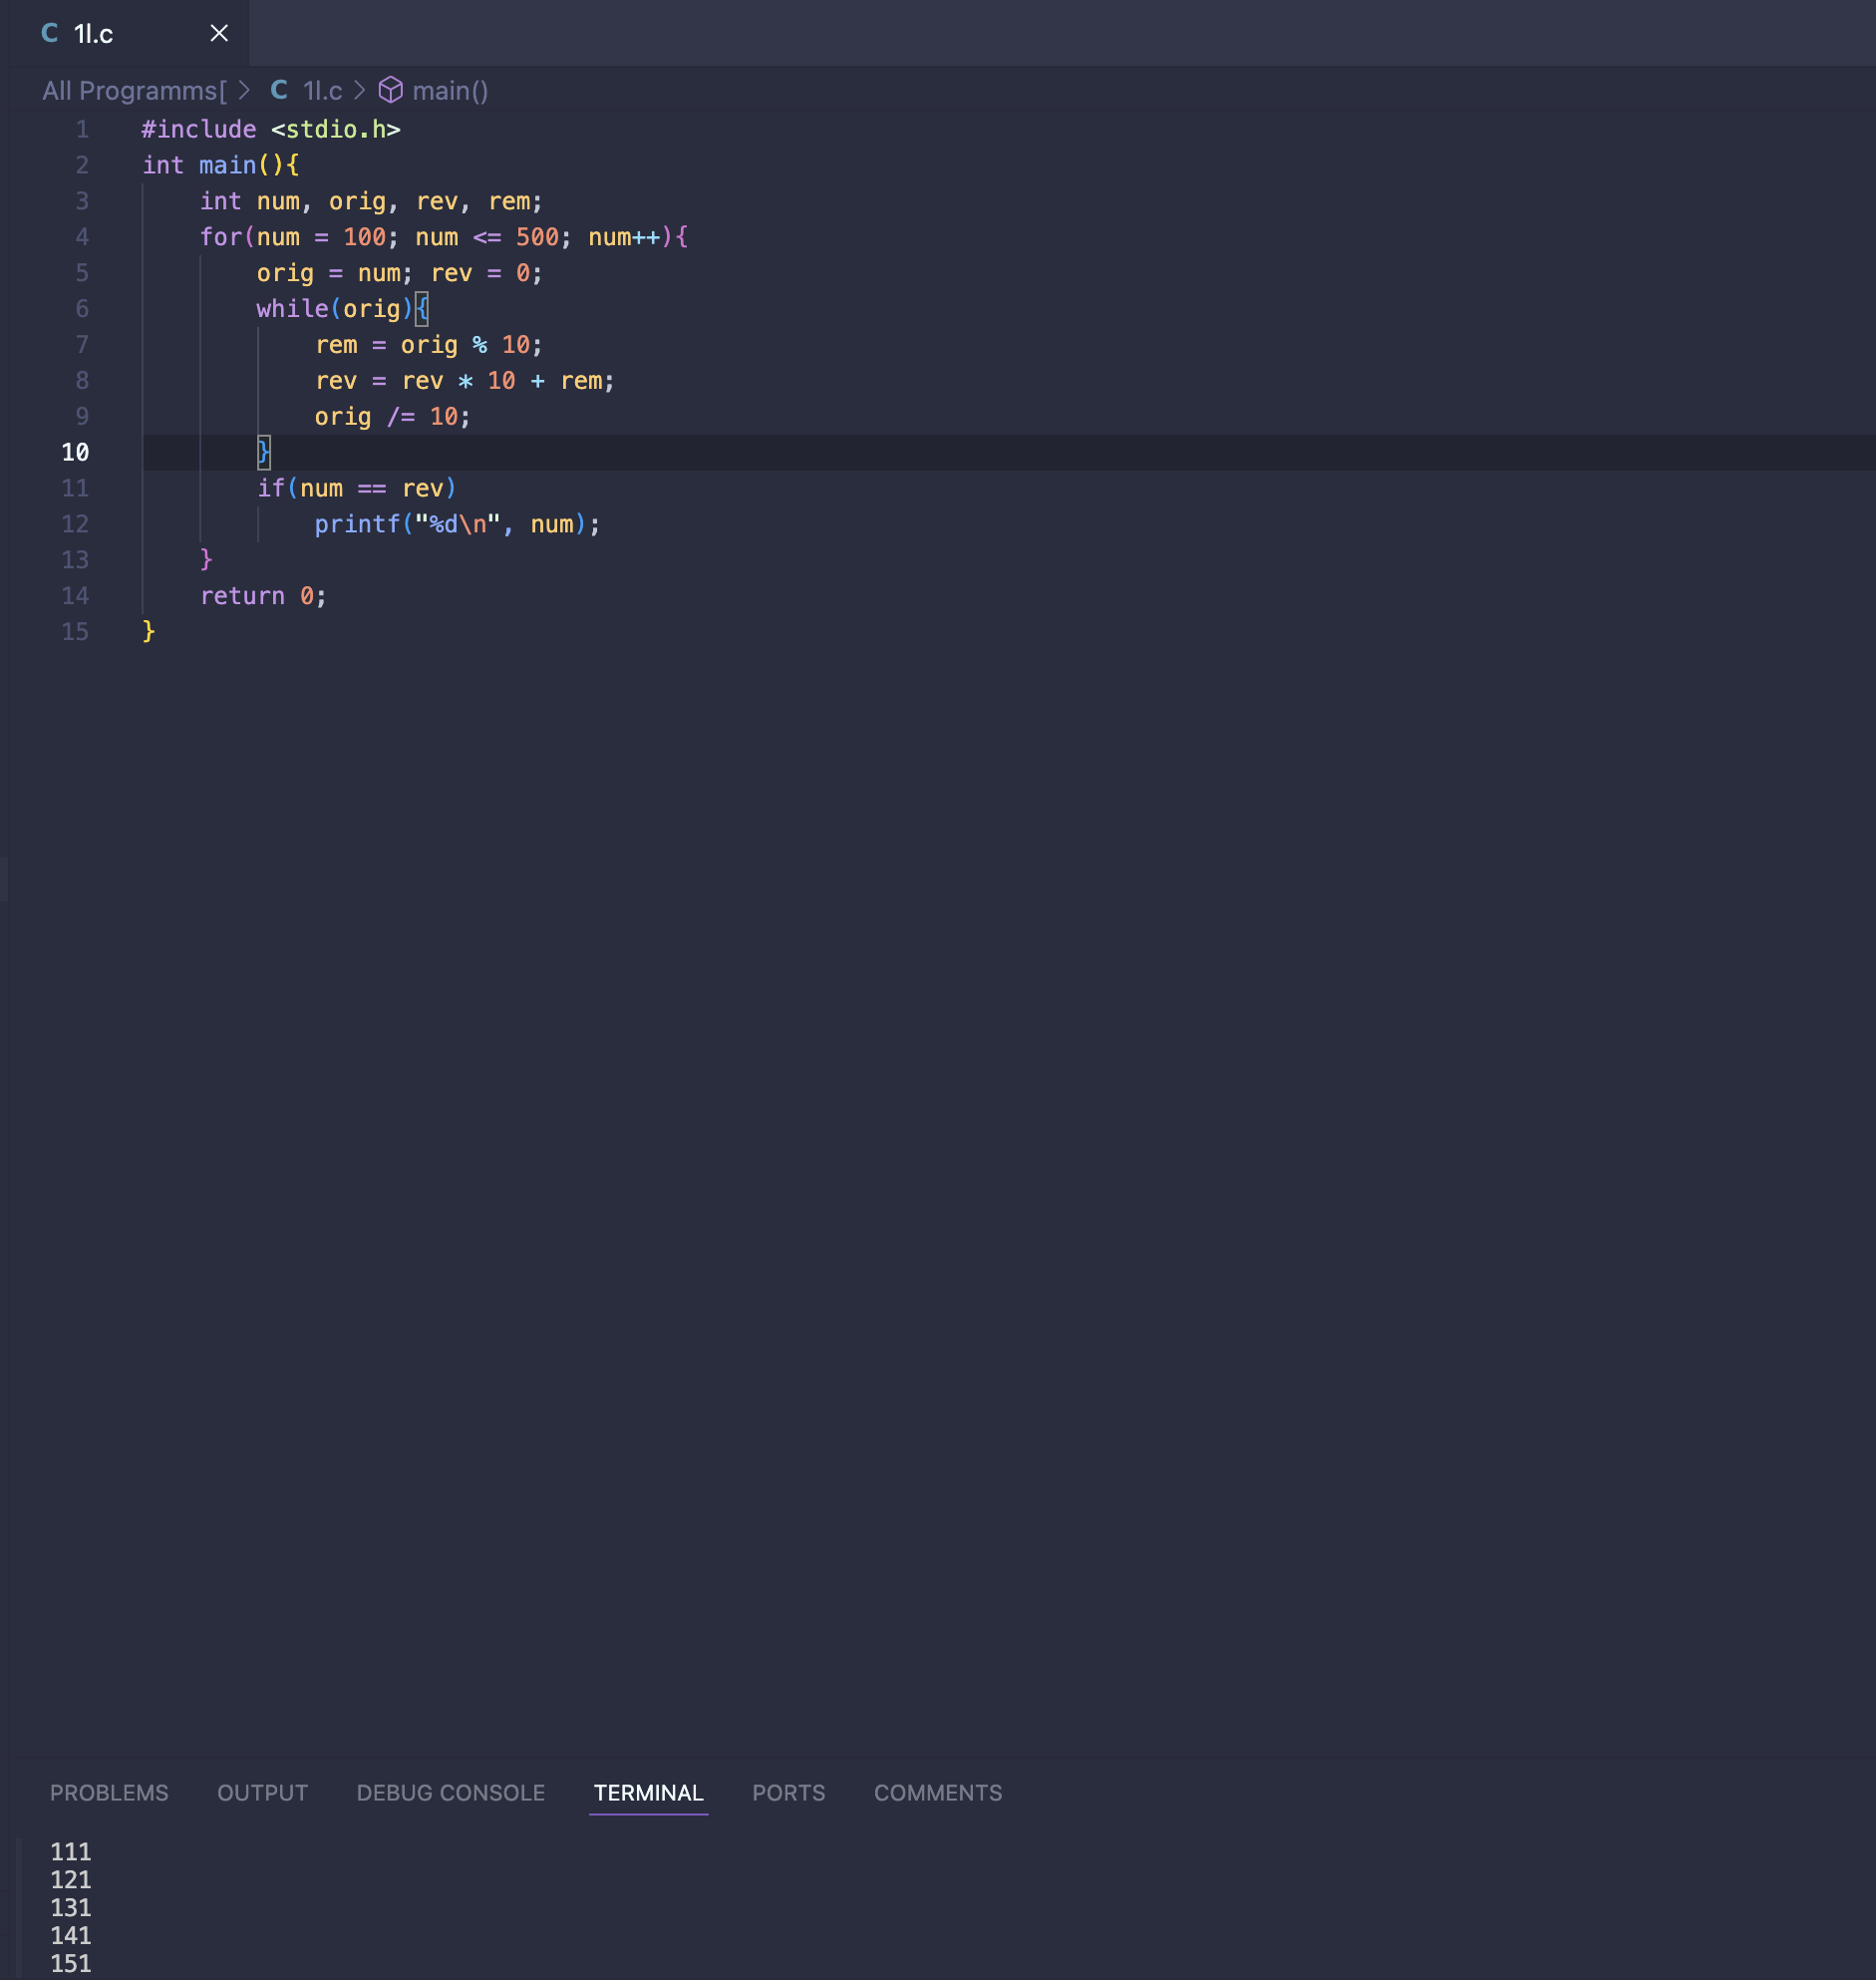 C 1l.c ×
All Programms[ > C 1l.c > main()
1 #include <stdio.h>
2 int main(){
3     int num, orig, rev, rem;
4     for(num = 100; num <= 500; num++){
5         orig = num; rev = 0;
6         while(orig){
7             rem = orig % 10;
8             rev = rev * 10 + rem;
9             orig /= 10;
10         }
11         if(num == rev)
12             printf("%d\n", num);
13     }
14     return 0;
15 }
PROBLEMS OUTPUT DEBUG CONSOLE TERMINAL PORTS COMMENTS
111
121
131
141
151